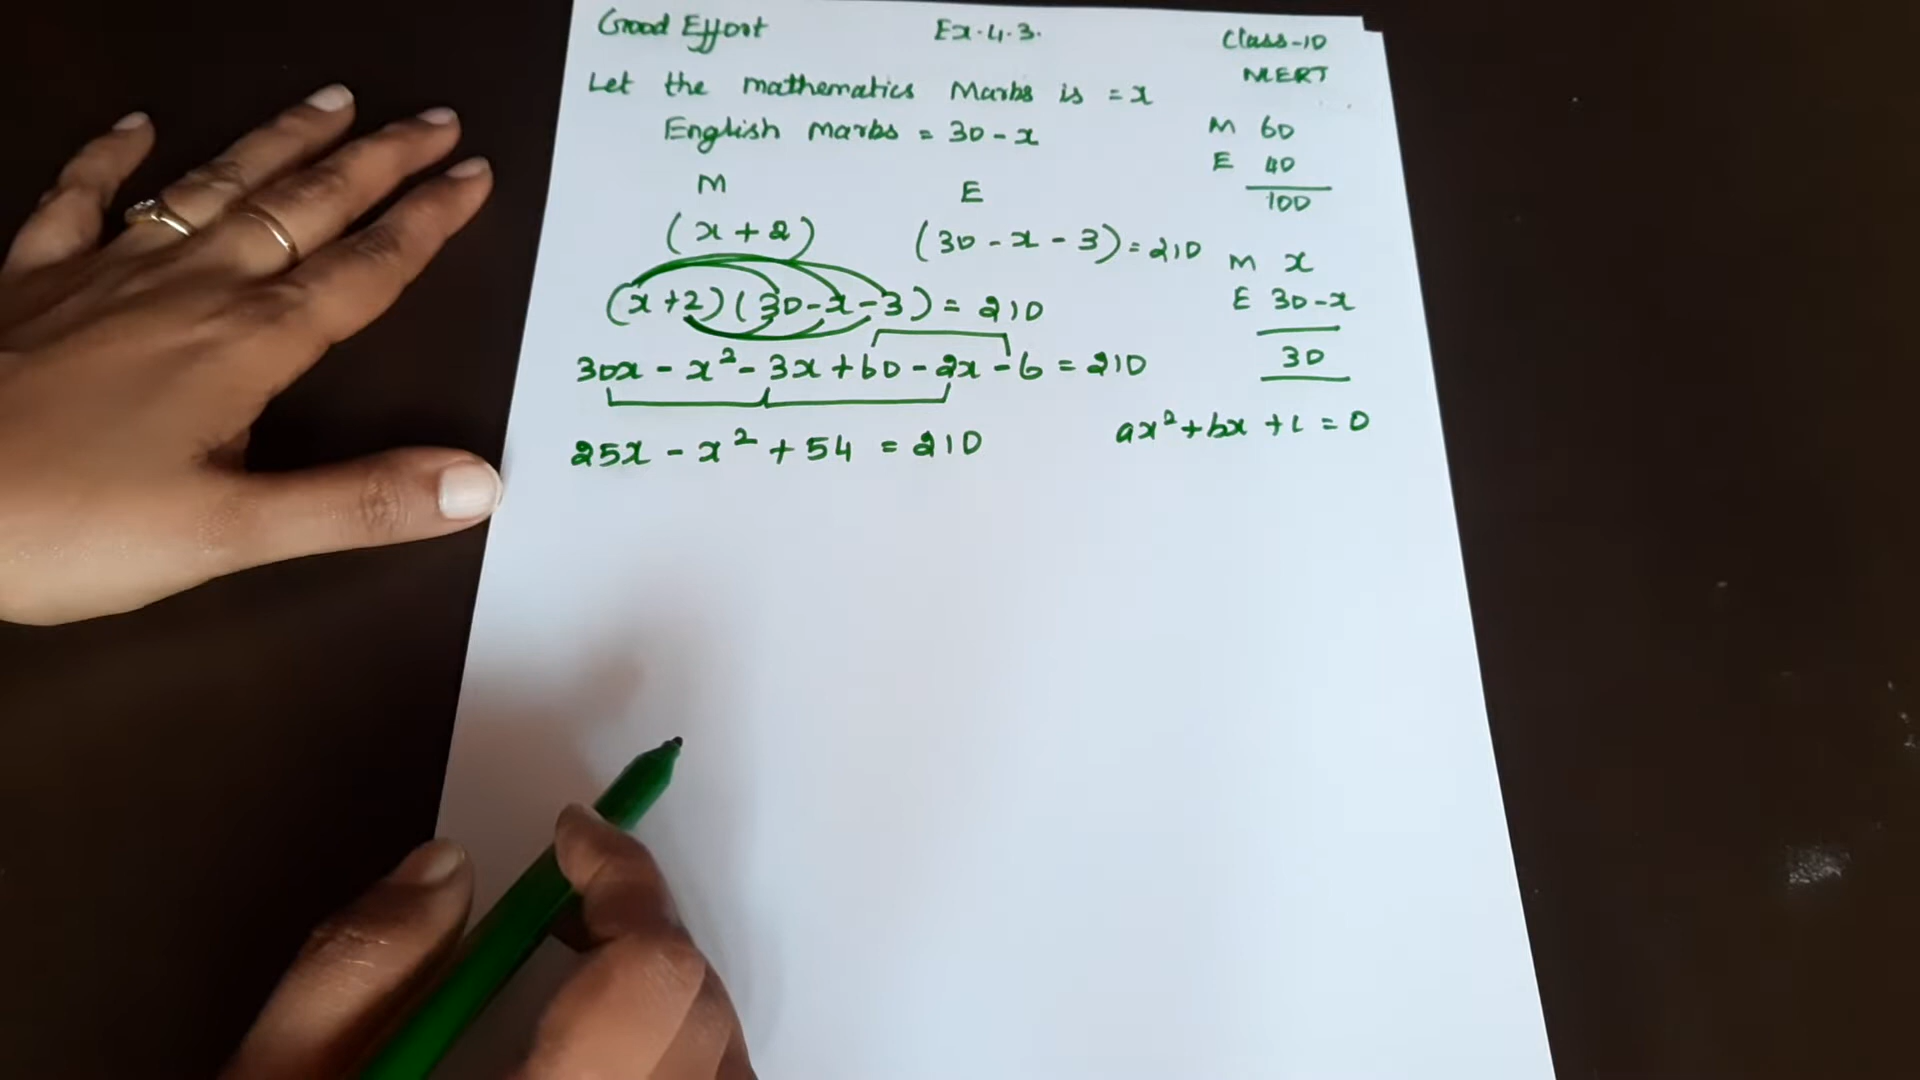 Good Effort
Ex.4.3.
Class-10
NCERT
Let the mathematics Marks is = x
English marks = 30 - x
M 60
E 40
100
M
E
(x + 2)
(30 - x - 3) = 210
M x
E 30-x
30
(x +2) (30-x-3) = 210
30x - x² - 3x + 60 - 2x - 6 = 210
ax² + bx + c = 0
25x - x² + 54 = 210